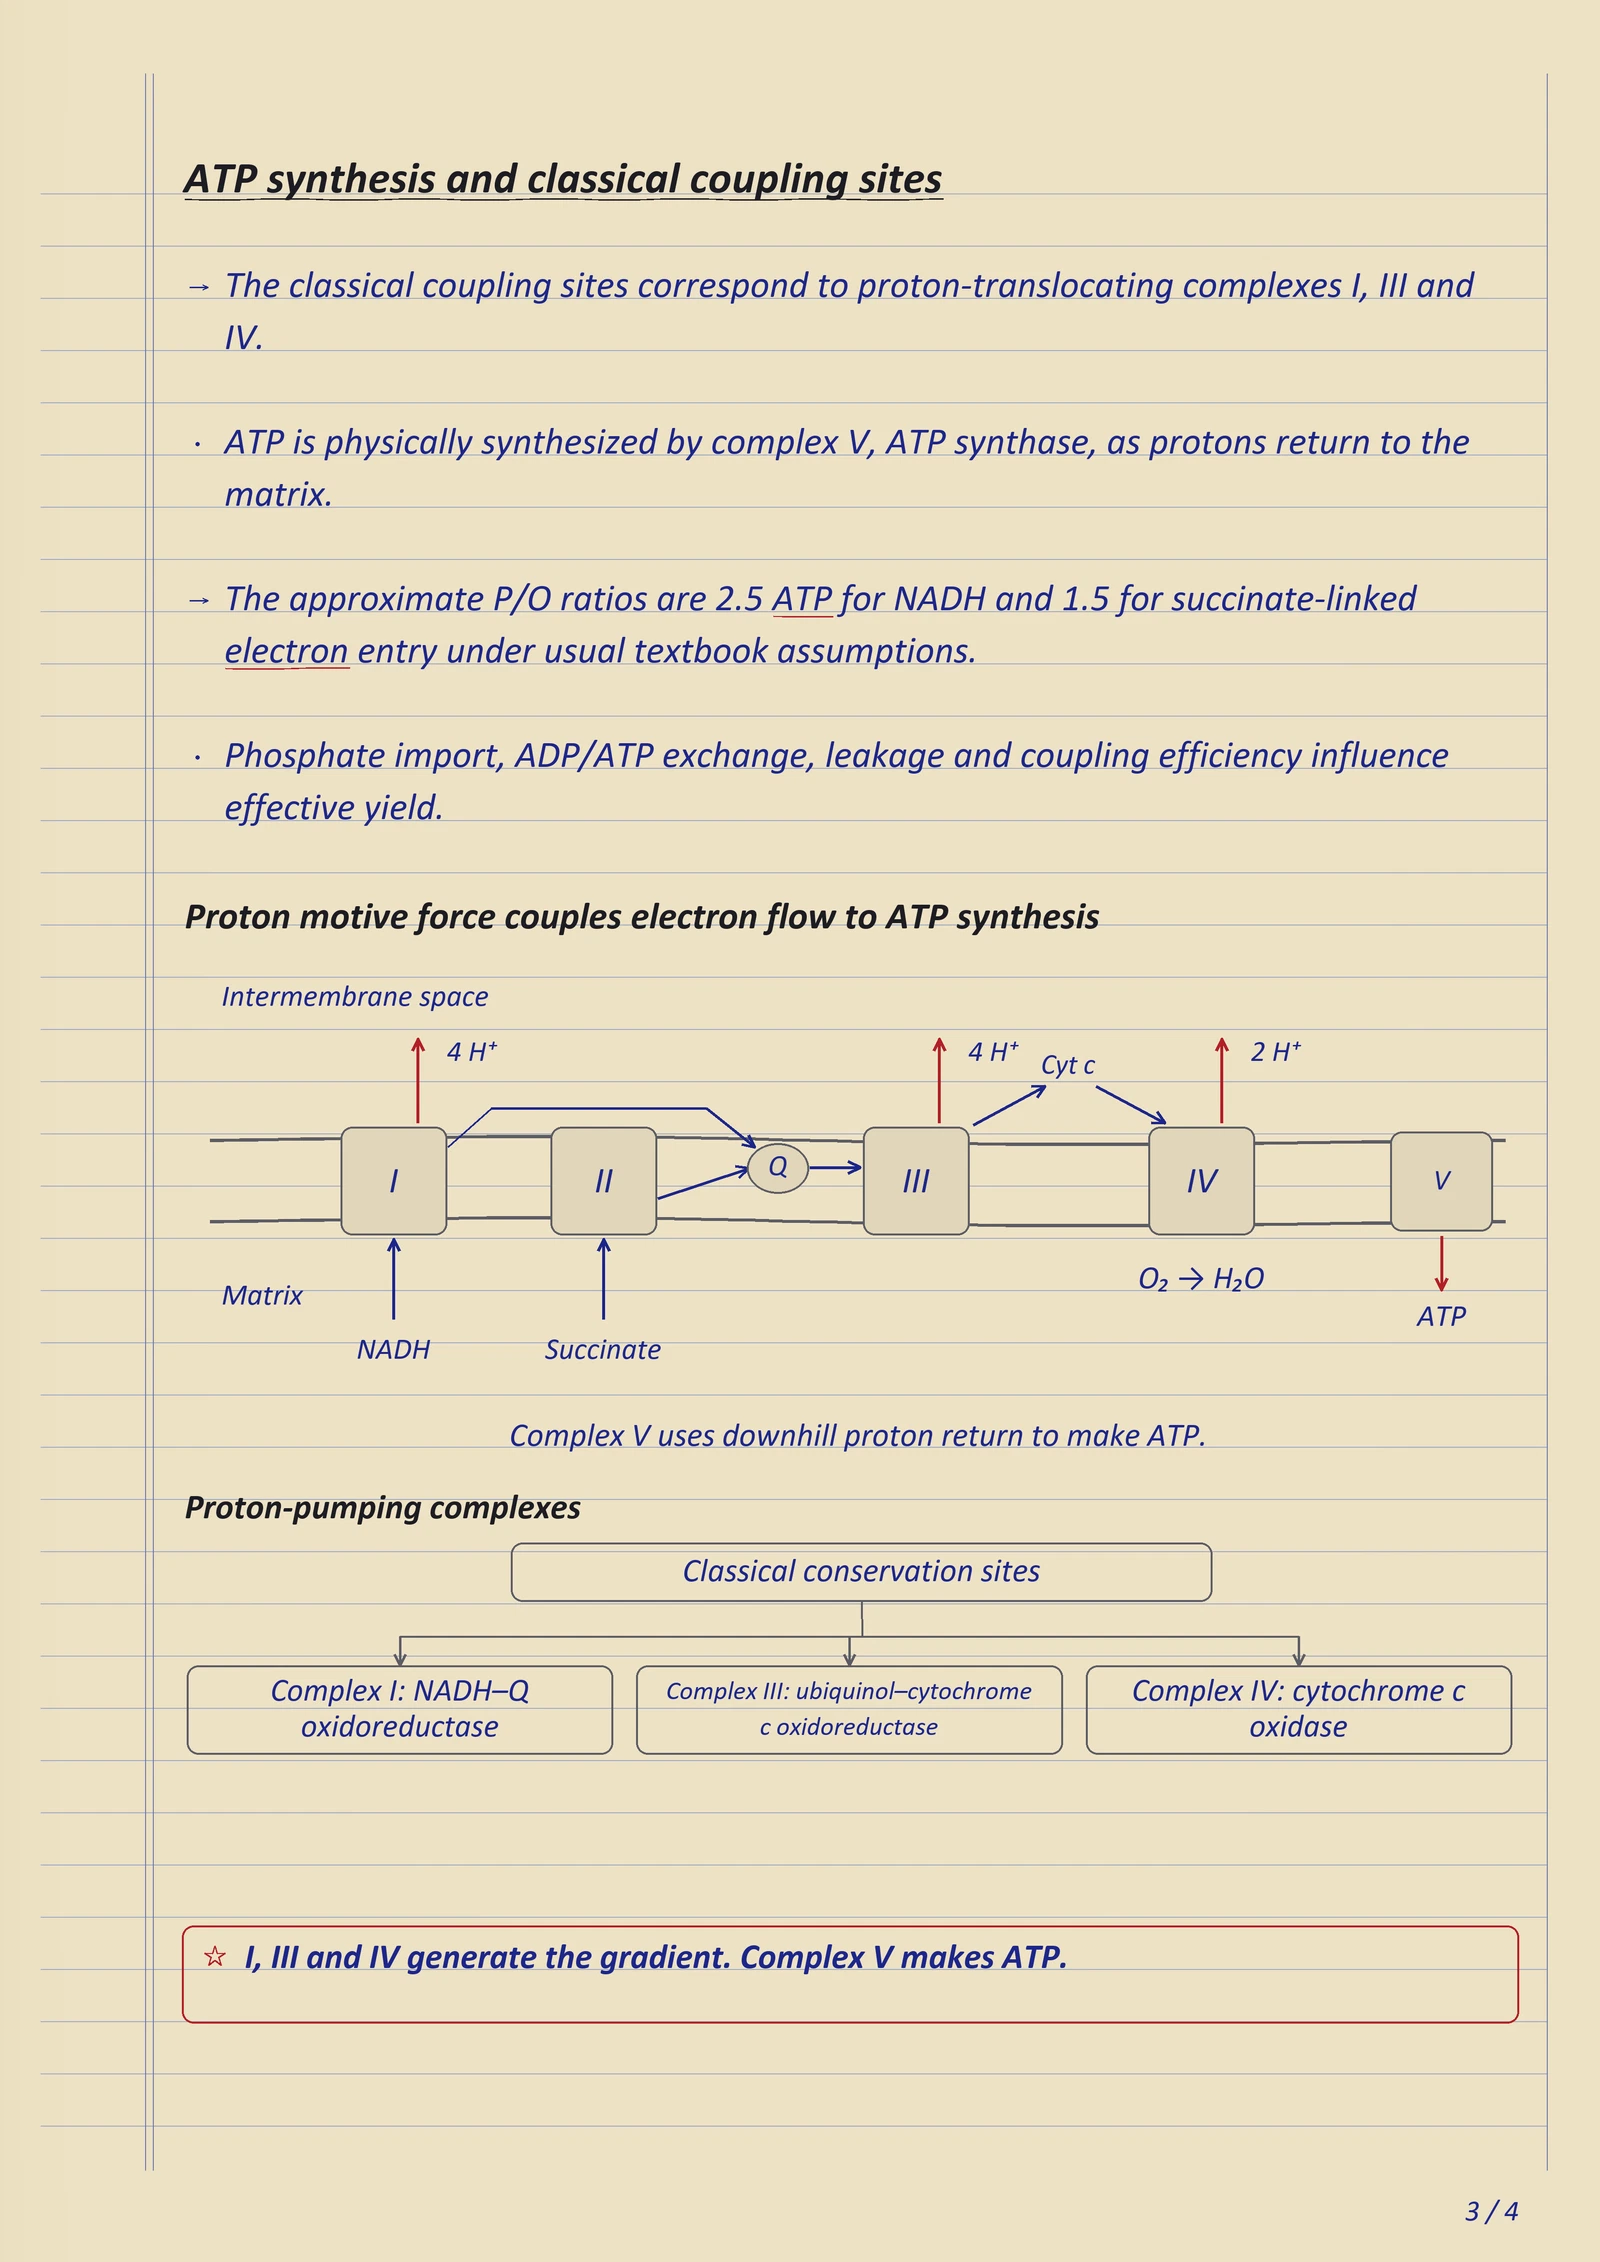 ATP synthesis and classical coupling sites
→ The classical coupling sites correspond to proton-translocating complexes I, III and
IV.
· ATP is physically synthesized by complex V, ATP synthase, as protons return to the
matrix.
→ The approximate P/O ratios are 2.5 ATP for NADH and 1.5 for succinate-linked
electron entry under usual textbook assumptions.
· Phosphate import, ADP/ATP exchange, leakage and coupling efficiency influence
effective yield.
Proton motive force couples electron flow to ATP synthesis
Intermembrane space
4 H⁺
4 H⁺
Cyt c
2 H⁺
I
II
Q
III
IV
V
O₂ → H₂O
Matrix
ATP
NADH
Succinate
Complex V uses downhill proton return to make ATP.
Proton-pumping complexes
Classical conservation sites
Complex I: NADH–Q
oxidoreductase
Complex III: ubiquinol–cytochrome
c oxidoreductase
Complex IV: cytochrome c
oxidase
☆ I, III and IV generate the gradient. Complex V makes ATP.
3 / 4